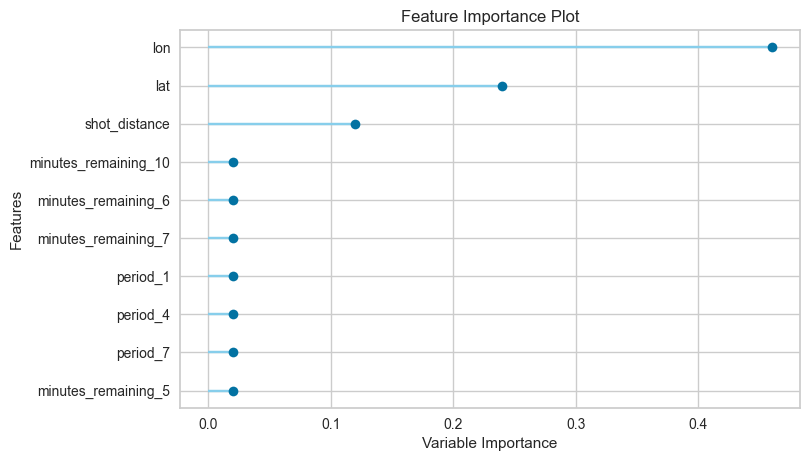 Feature Importance Plot
Features
lon
lat
shot_distance
minutes_remaining_10
minutes_remaining_6
minutes_remaining_7
period_1
period_4
period_7
minutes_remaining_5
0.0 0.1 0.2 0.3 0.4
Variable Importance